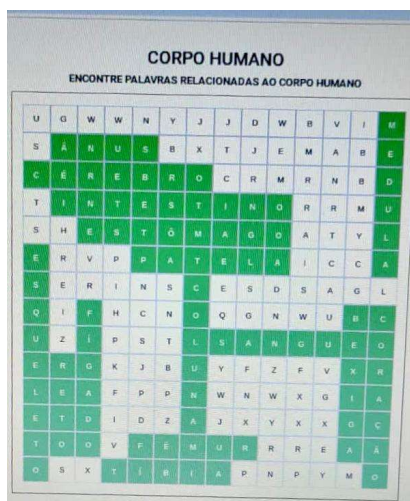 CORPO HUMANO
ENCONTRE PALAVRAS RELACIONADAS AO CORPO HUMANO
U G W W N Y J J D W B V I M
S Â N U S B X T J E M A B E
C É R E B R O C R M R N B D
T I N T E S T I N O R R M U
S H E S T Ô M A G O A T Y L
E R V P P A T E L A I C C A
S E R I N S C E S D S A G L
Q I F H C N O Q G N W U B C
U Z Í P S T L S A N G U E O
E R G K J B U Y F Z F V X R
L E A F P P N W N W X G I A
E T D I D Z A J X Y X X G Ç
T O O V F Ê M U R R R E A Ã
O S X T Í B I A P N P Y M O